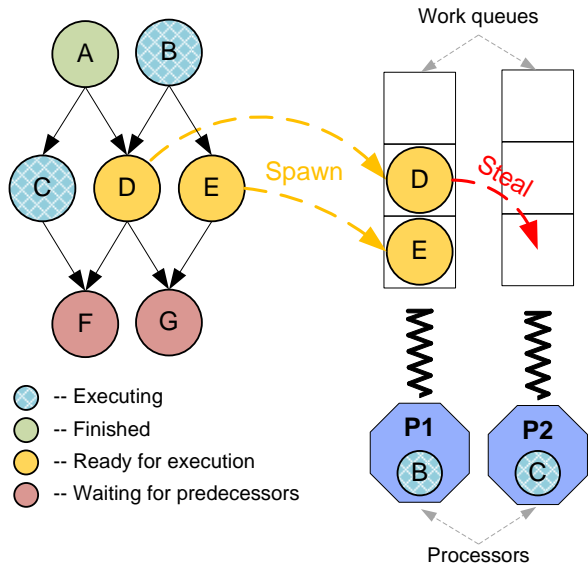 Work queues
A
B
C
D
E
Spawn
D
Steal
E
F
G
-- Executing
-- Finished
-- Ready for execution
-- Waiting for predecessors
P1
P2
B
C
Processors